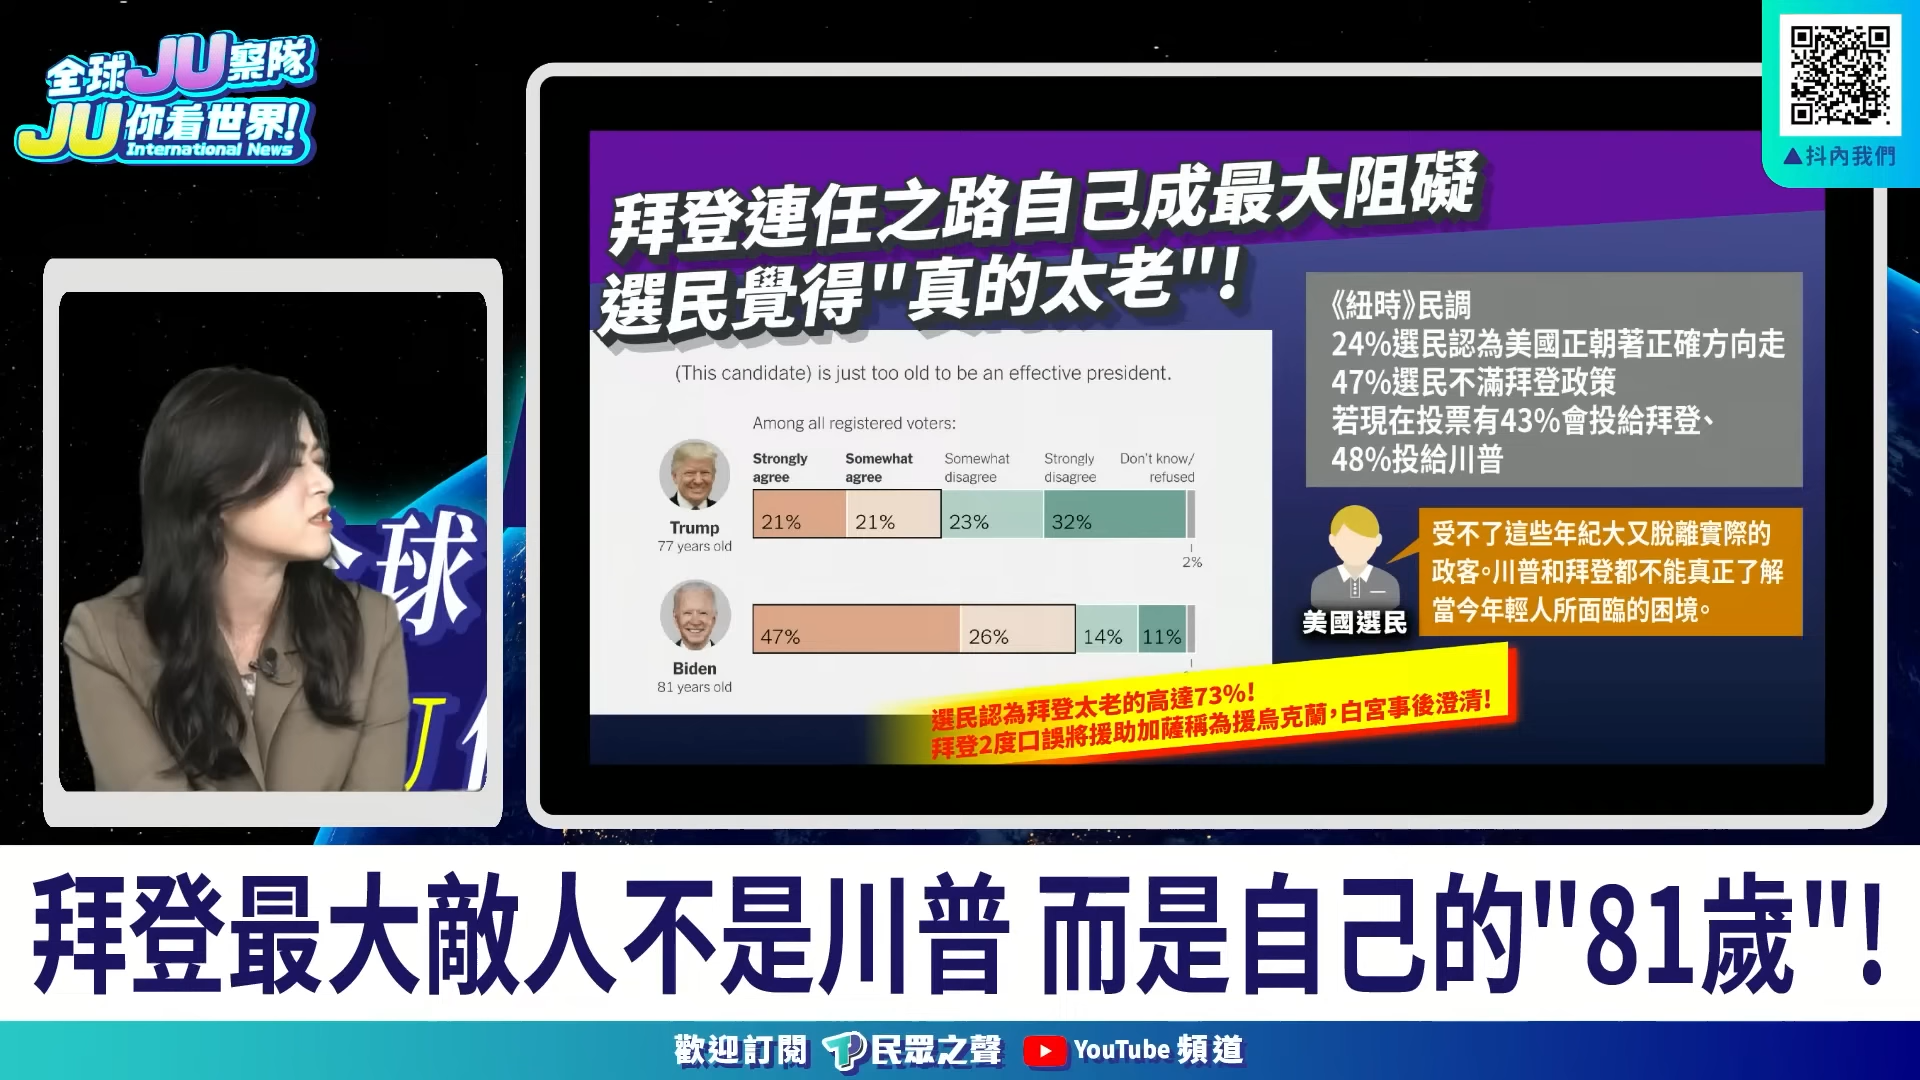 全球JU察隊
JU你看世界!
International News
▲抖內我們
拜登連任之路自己成最大阻礙
選民覺得"真的太老"!
(This candidate) is just too old to be an effective president.
Among all registered voters:
Strongly agree
Somewhat agree
Somewhat disagree
Strongly disagree
Don't know/ refused
Trump
77 years old
21%
21%
23%
32%
2%
Biden
81 years old
47%
26%
14%
11%
《紐時》民調
24%選民認為美國正朝著正確方向走
47%選民不滿拜登政策
若現在投票有43%會投給拜登、
48%投給川普
受不了這些年紀大又脫離實際的
政客。川普和拜登都不能真正了解
當今年輕人所面臨的困境。
美國選民
選民認為拜登太老的高達73%!
拜登2度口誤將援助加薩稱為援烏克蘭,白宮事後澄清!
球
拜登最大敵人不是川普 而是自己的"81歲"!
歡迎訂閱 民眾之聲 YouTube 頻道